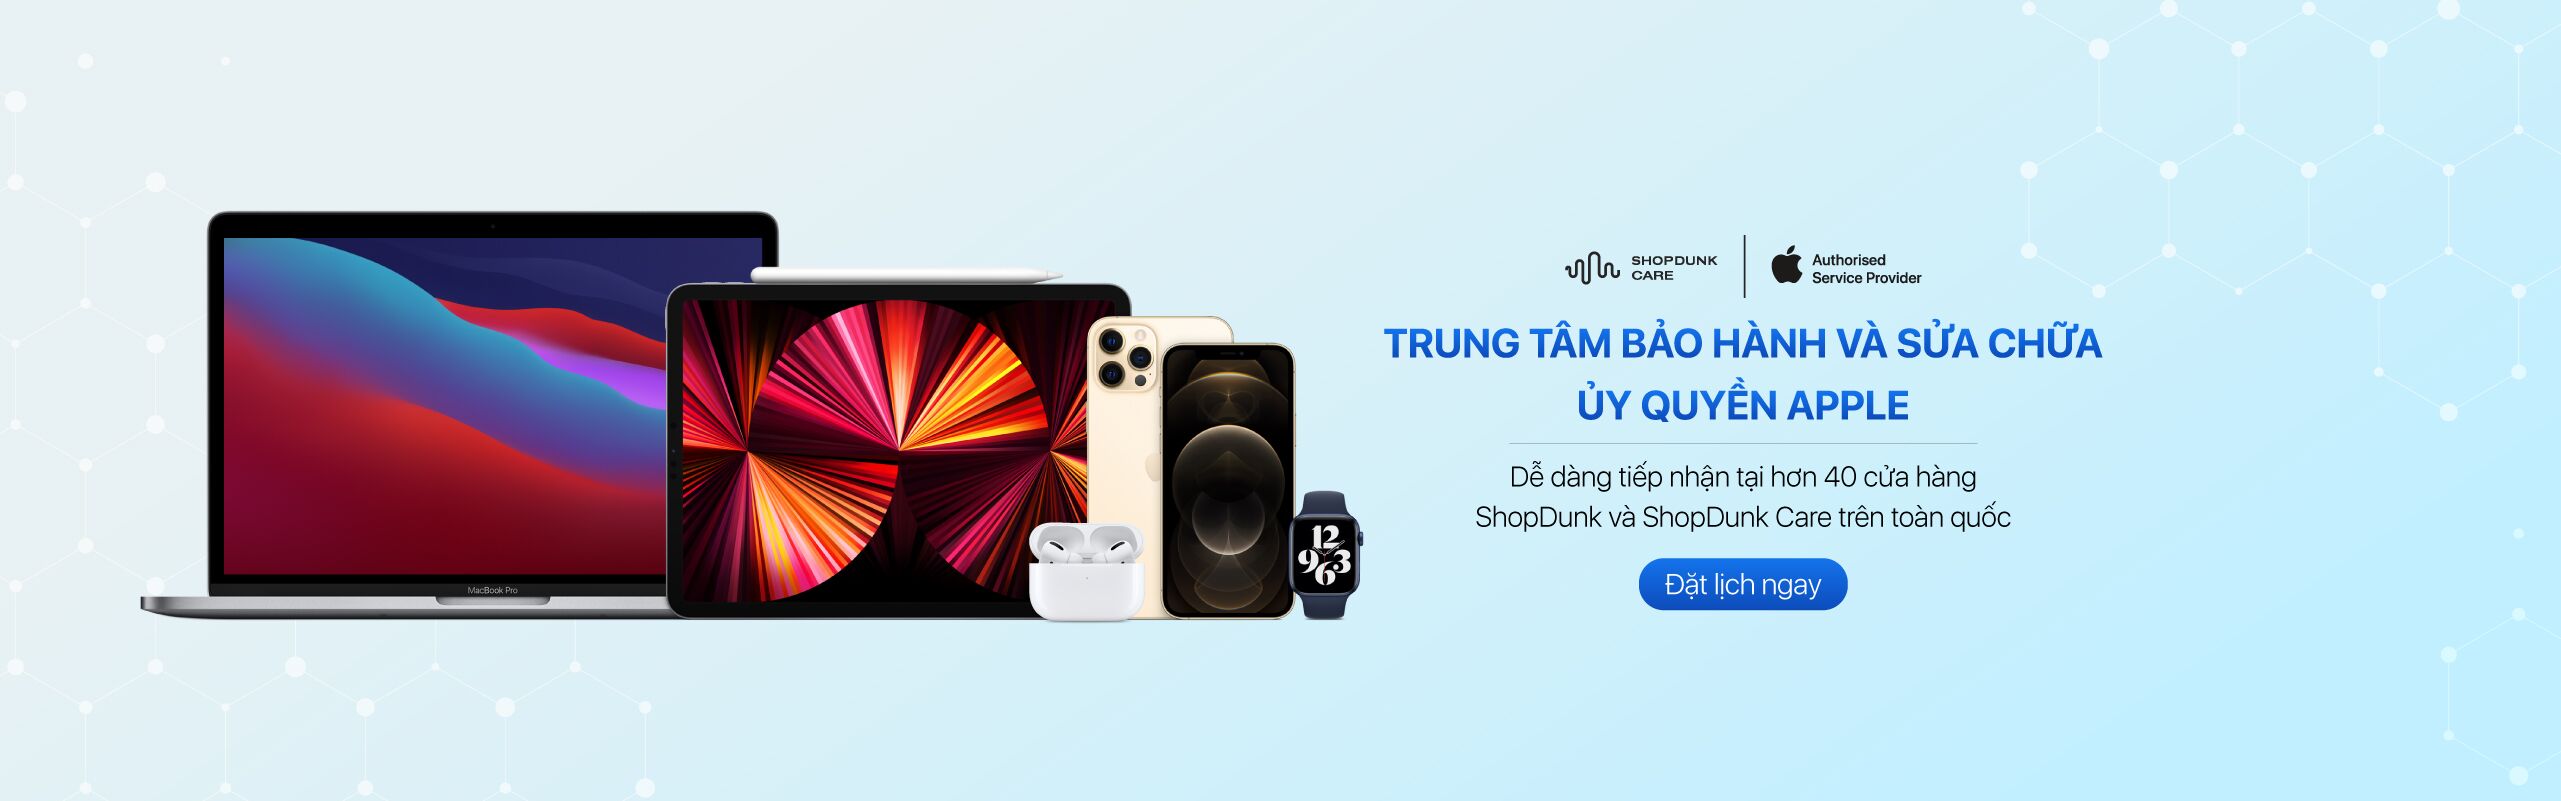 SHOPDUNK
CARE
Authorised
Service Provider
TRUNG TÂM BẢO HÀNH VÀ SỬA CHỮA
ỦY QUYỀN APPLE
Dễ dàng tiếp nhận tại hơn 40 cửa hàng
ShopDunk và ShopDunk Care trên toàn quốc
Đặt lịch ngay
MacBook Pro
12
9 3
6